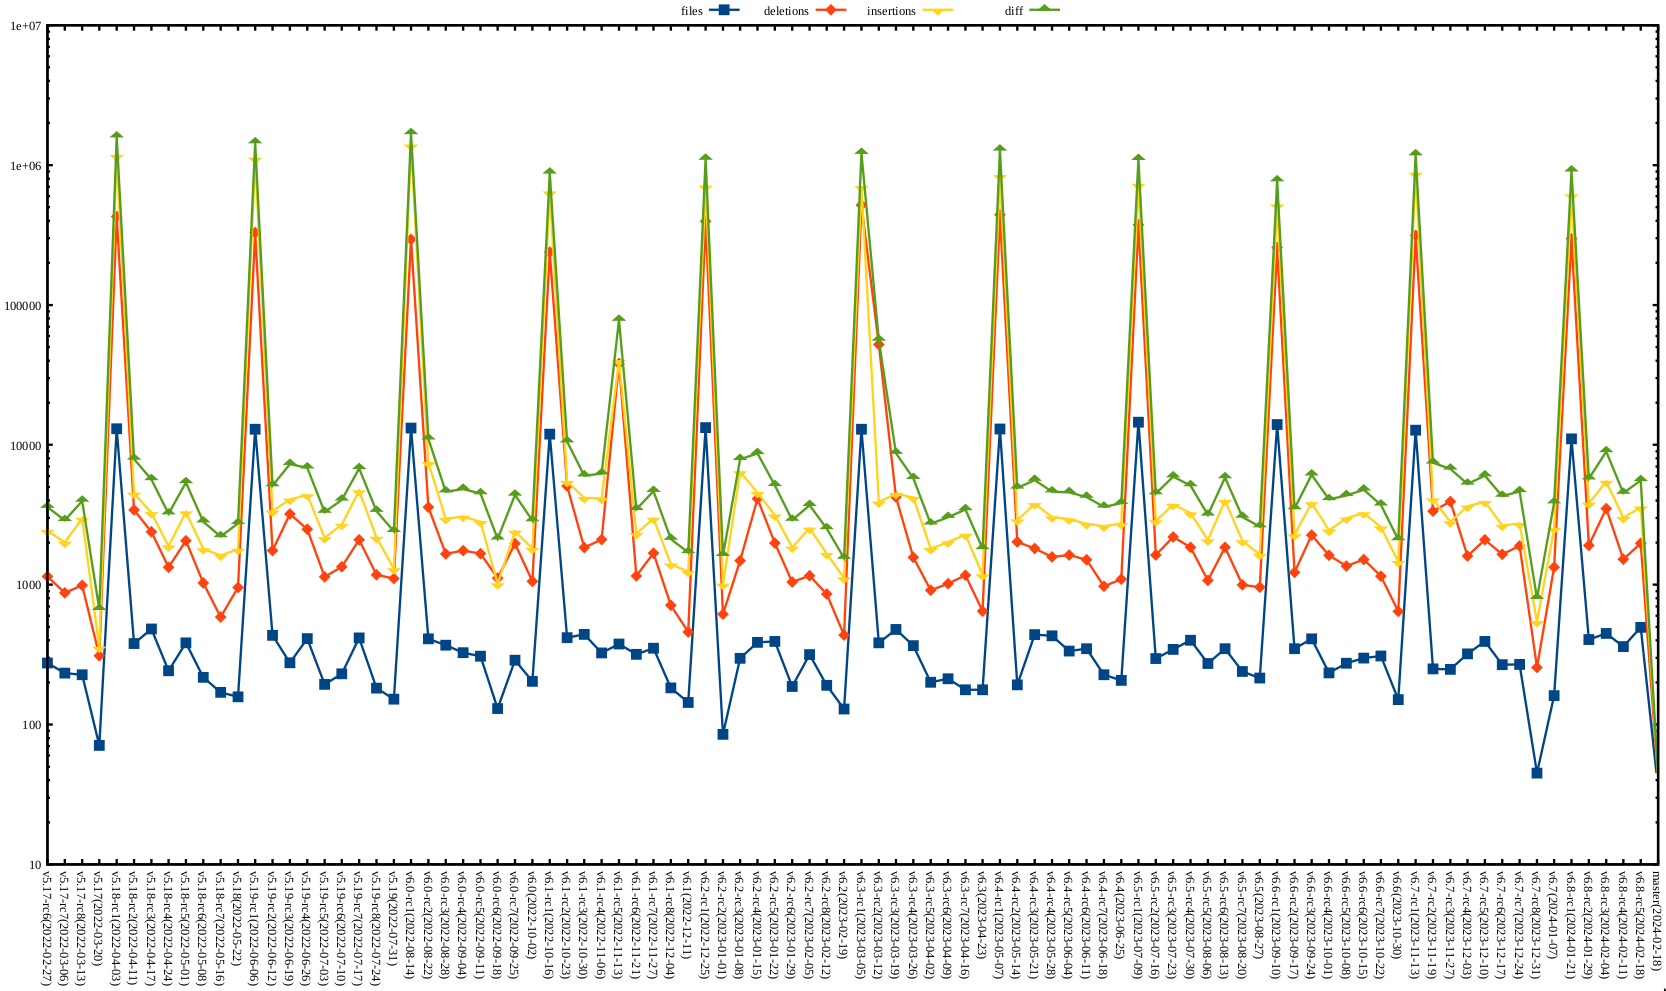 files deletions insertions diff
1e+07
1e+06
100000
10000
1000
100
10
v5.17-rc6(2022-02-27)
v5.17-rc7(2022-03-06)
v5.17-rc8(2022-03-13)
v5.17(2022-03-20)
v5.18-rc1(2022-04-03)
v5.18-rc2(2022-04-11)
v5.18-rc3(2022-04-17)
v5.18-rc4(2022-04-24)
v5.18-rc5(2022-05-01)
v5.18-rc6(2022-05-08)
v5.18-rc7(2022-05-16)
v5.18(2022-05-22)
v5.19-rc1(2022-06-06)
v5.19-rc2(2022-06-12)
v5.19-rc3(2022-06-19)
v5.19-rc4(2022-06-26)
v5.19-rc5(2022-07-03)
v5.19-rc6(2022-07-10)
v5.19-rc7(2022-07-17)
v5.19-rc8(2022-07-24)
v5.19(2022-07-31)
v6.0-rc1(2022-08-14)
v6.0-rc2(2022-08-22)
v6.0-rc3(2022-08-28)
v6.0-rc4(2022-09-04)
v6.0-rc5(2022-09-11)
v6.0-rc6(2022-09-18)
v6.0-rc7(2022-09-25)
v6.0(2022-10-02)
v6.1-rc1(2022-10-16)
v6.1-rc2(2022-10-23)
v6.1-rc3(2022-10-30)
v6.1-rc4(2022-11-06)
v6.1-rc5(2022-11-13)
v6.1-rc6(2022-11-21)
v6.1-rc7(2022-11-27)
v6.1-rc8(2022-12-04)
v6.1(2022-12-11)
v6.2-rc1(2022-12-25)
v6.2-rc2(2023-01-01)
v6.2-rc3(2023-01-08)
v6.2-rc4(2023-01-15)
v6.2-rc5(2023-01-22)
v6.2-rc6(2023-01-29)
v6.2-rc7(2023-02-05)
v6.2-rc8(2023-02-12)
v6.2(2023-02-19)
v6.3-rc1(2023-03-05)
v6.3-rc2(2023-03-12)
v6.3-rc3(2023-03-19)
v6.3-rc4(2023-03-26)
v6.3-rc5(2023-04-02)
v6.3-rc6(2023-04-09)
v6.3-rc7(2023-04-16)
v6.3(2023-04-23)
v6.4-rc1(2023-05-07)
v6.4-rc2(2023-05-14)
v6.4-rc3(2023-05-21)
v6.4-rc4(2023-05-28)
v6.4-rc5(2023-06-04)
v6.4-rc6(2023-06-11)
v6.4-rc7(2023-06-18)
v6.4(2023-06-25)
v6.5-rc1(2023-07-09)
v6.5-rc2(2023-07-16)
v6.5-rc3(2023-07-23)
v6.5-rc4(2023-07-30)
v6.5-rc5(2023-08-06)
v6.5-rc6(2023-08-13)
v6.5-rc7(2023-08-20)
v6.5(2023-08-27)
v6.6-rc1(2023-09-10)
v6.6-rc2(2023-09-17)
v6.6-rc3(2023-09-24)
v6.6-rc4(2023-10-01)
v6.6-rc5(2023-10-08)
v6.6-rc6(2023-10-15)
v6.6-rc7(2023-10-22)
v6.6(2023-10-30)
v6.7-rc1(2023-11-13)
v6.7-rc2(2023-11-19)
v6.7-rc3(2023-11-27)
v6.7-rc4(2023-12-03)
v6.7-rc5(2023-12-10)
v6.7-rc6(2023-12-17)
v6.7-rc7(2023-12-24)
v6.7-rc8(2023-12-31)
v6.7(2024-01-07)
v6.8-rc1(2024-01-21)
v6.8-rc2(2024-01-29)
v6.8-rc3(2024-02-04)
v6.8-rc4(2024-02-11)
v6.8-rc5(2024-02-18)
master(2024-02-18)